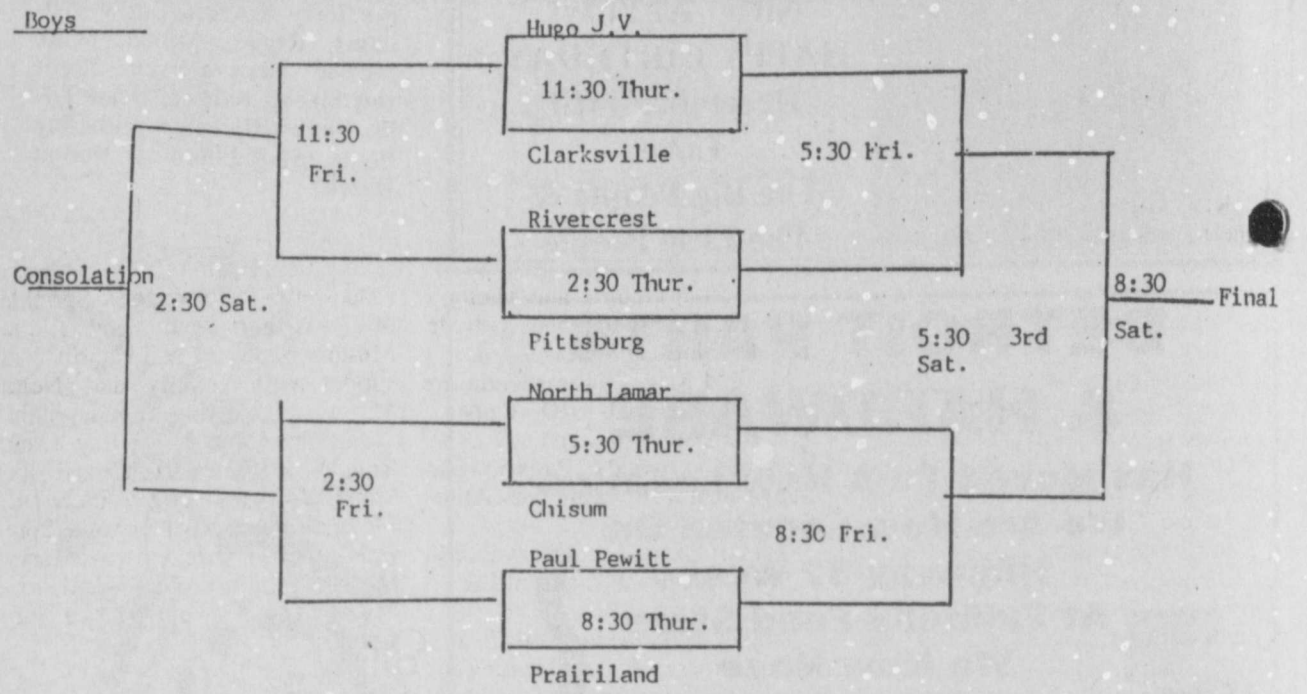 Boys
Hugo J.V.
11:30 Thur.
Clarksville
11:30
Fri.
5:30 Fri.
Rivercrest
2:30 Thur.
Pittsburg
Consolation
2:30 Sat.
8:30
Sat.
Final
5:30 3rd
Sat.
North Lamar
5:30 Thur.
Chisum
2:30
Fri.
8:30 Fri.
Paul Pewitt
8:30 Thur.
Prairiland